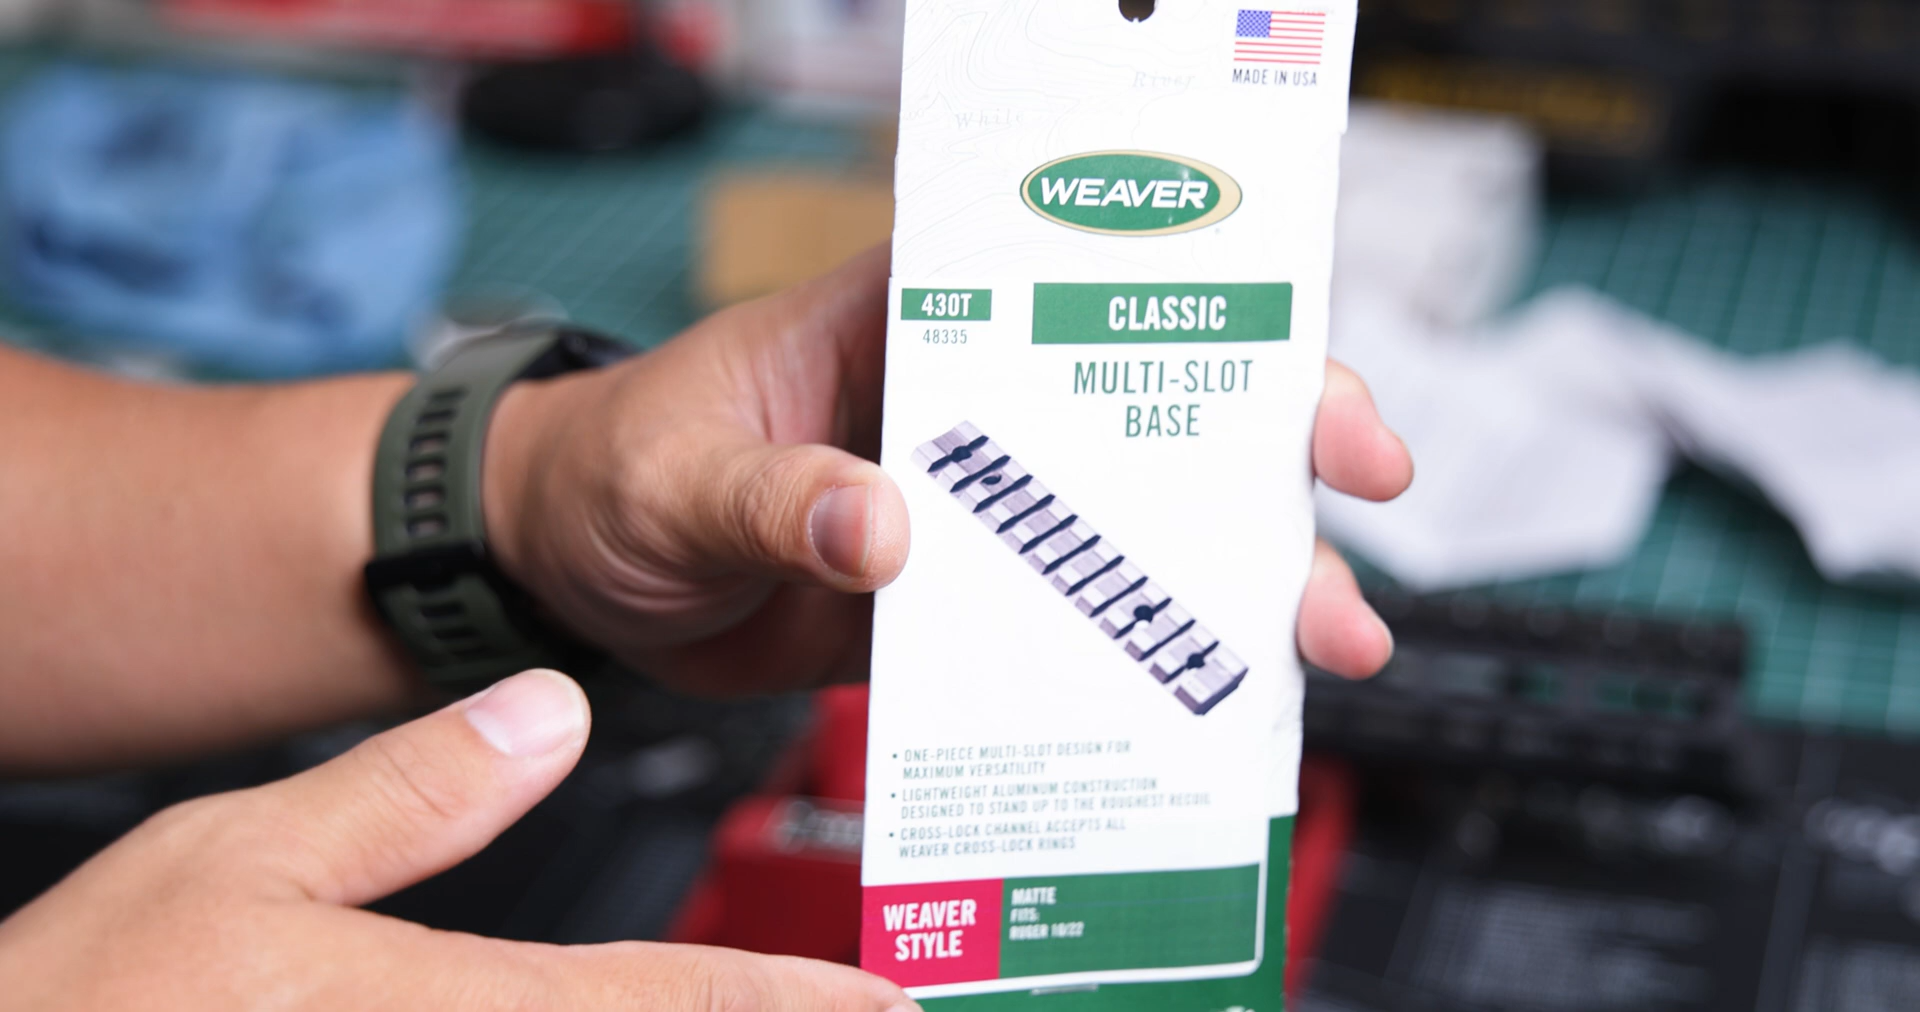 MADE IN USA
River
White
WEAVER
430T
48335
CLASSIC
MULTI-SLOT
BASE
• ONE-PIECE MULTI-SLOT DESIGN FOR
MAXIMUM VERSATILITY
• LIGHTWEIGHT ALUMINUM CONSTRUCTION
DESIGNED TO STAND UP TO THE ROUGHEST RECOIL
• CROSS-LOCK CHANNEL ACCEPTS ALL
WEAVER CROSS-LOCK RINGS
WEAVER
STYLE
MATTE
FITS:
RUGER 10/22